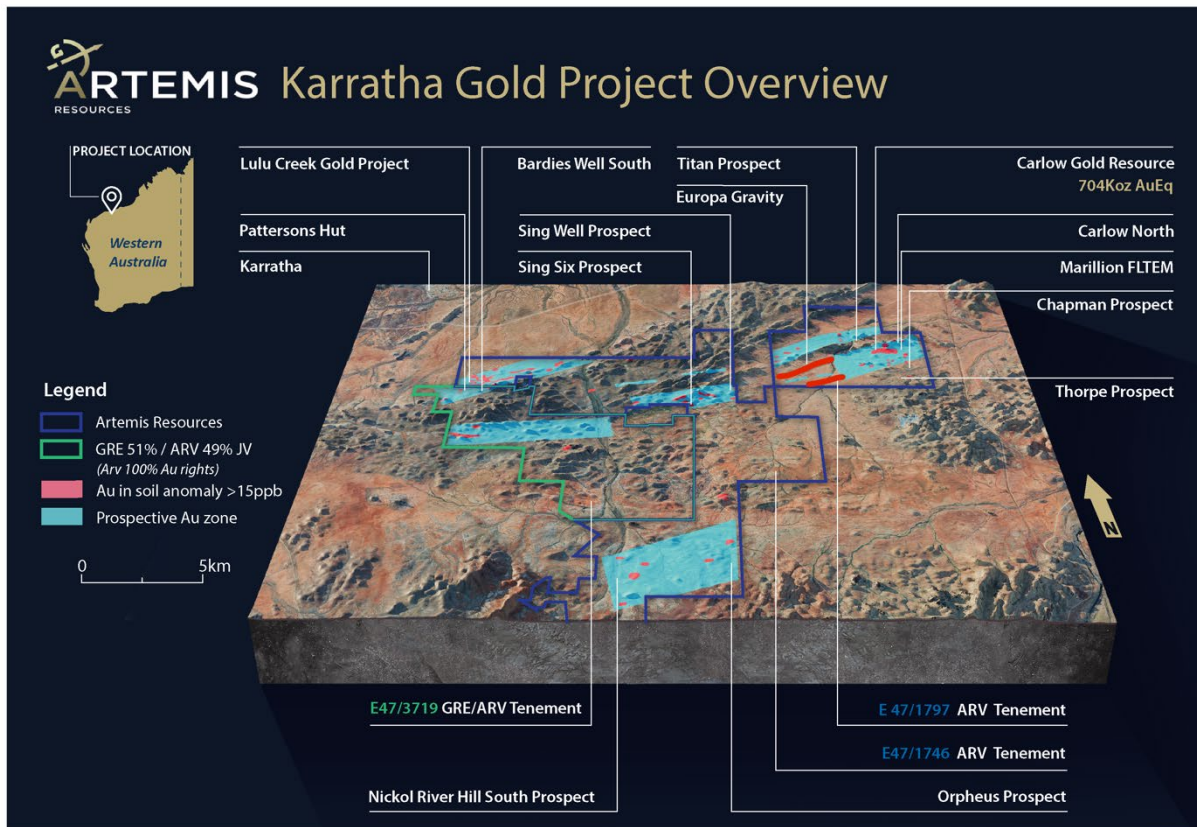 ARTEMIS
RESOURCES
Karratha Gold Project Overview
PROJECT LOCATION
Western
Australia
Lulu Creek Gold Project
Bardies Well South
Titan Prospect
Carlow Gold Resource
704Koz AuEq
Europa Gravity
Pattersons Hut
Sing Well Prospect
Carlow North
Karratha
Sing Six Prospect
Marillion FLTEM
Chapman Prospect
Thorpe Prospect
Legend
Artemis Resources
GRE 51% / ARV 49% JV
(Arv 100% Au rights)
Au in soil anomaly >15ppb
Prospective Au zone
0 5km
N
E47/3719 GRE/ARV Tenement
E 47/1797 ARV Tenement
E47/1746 ARV Tenement
Nickol River Hill South Prospect
Orpheus Prospect